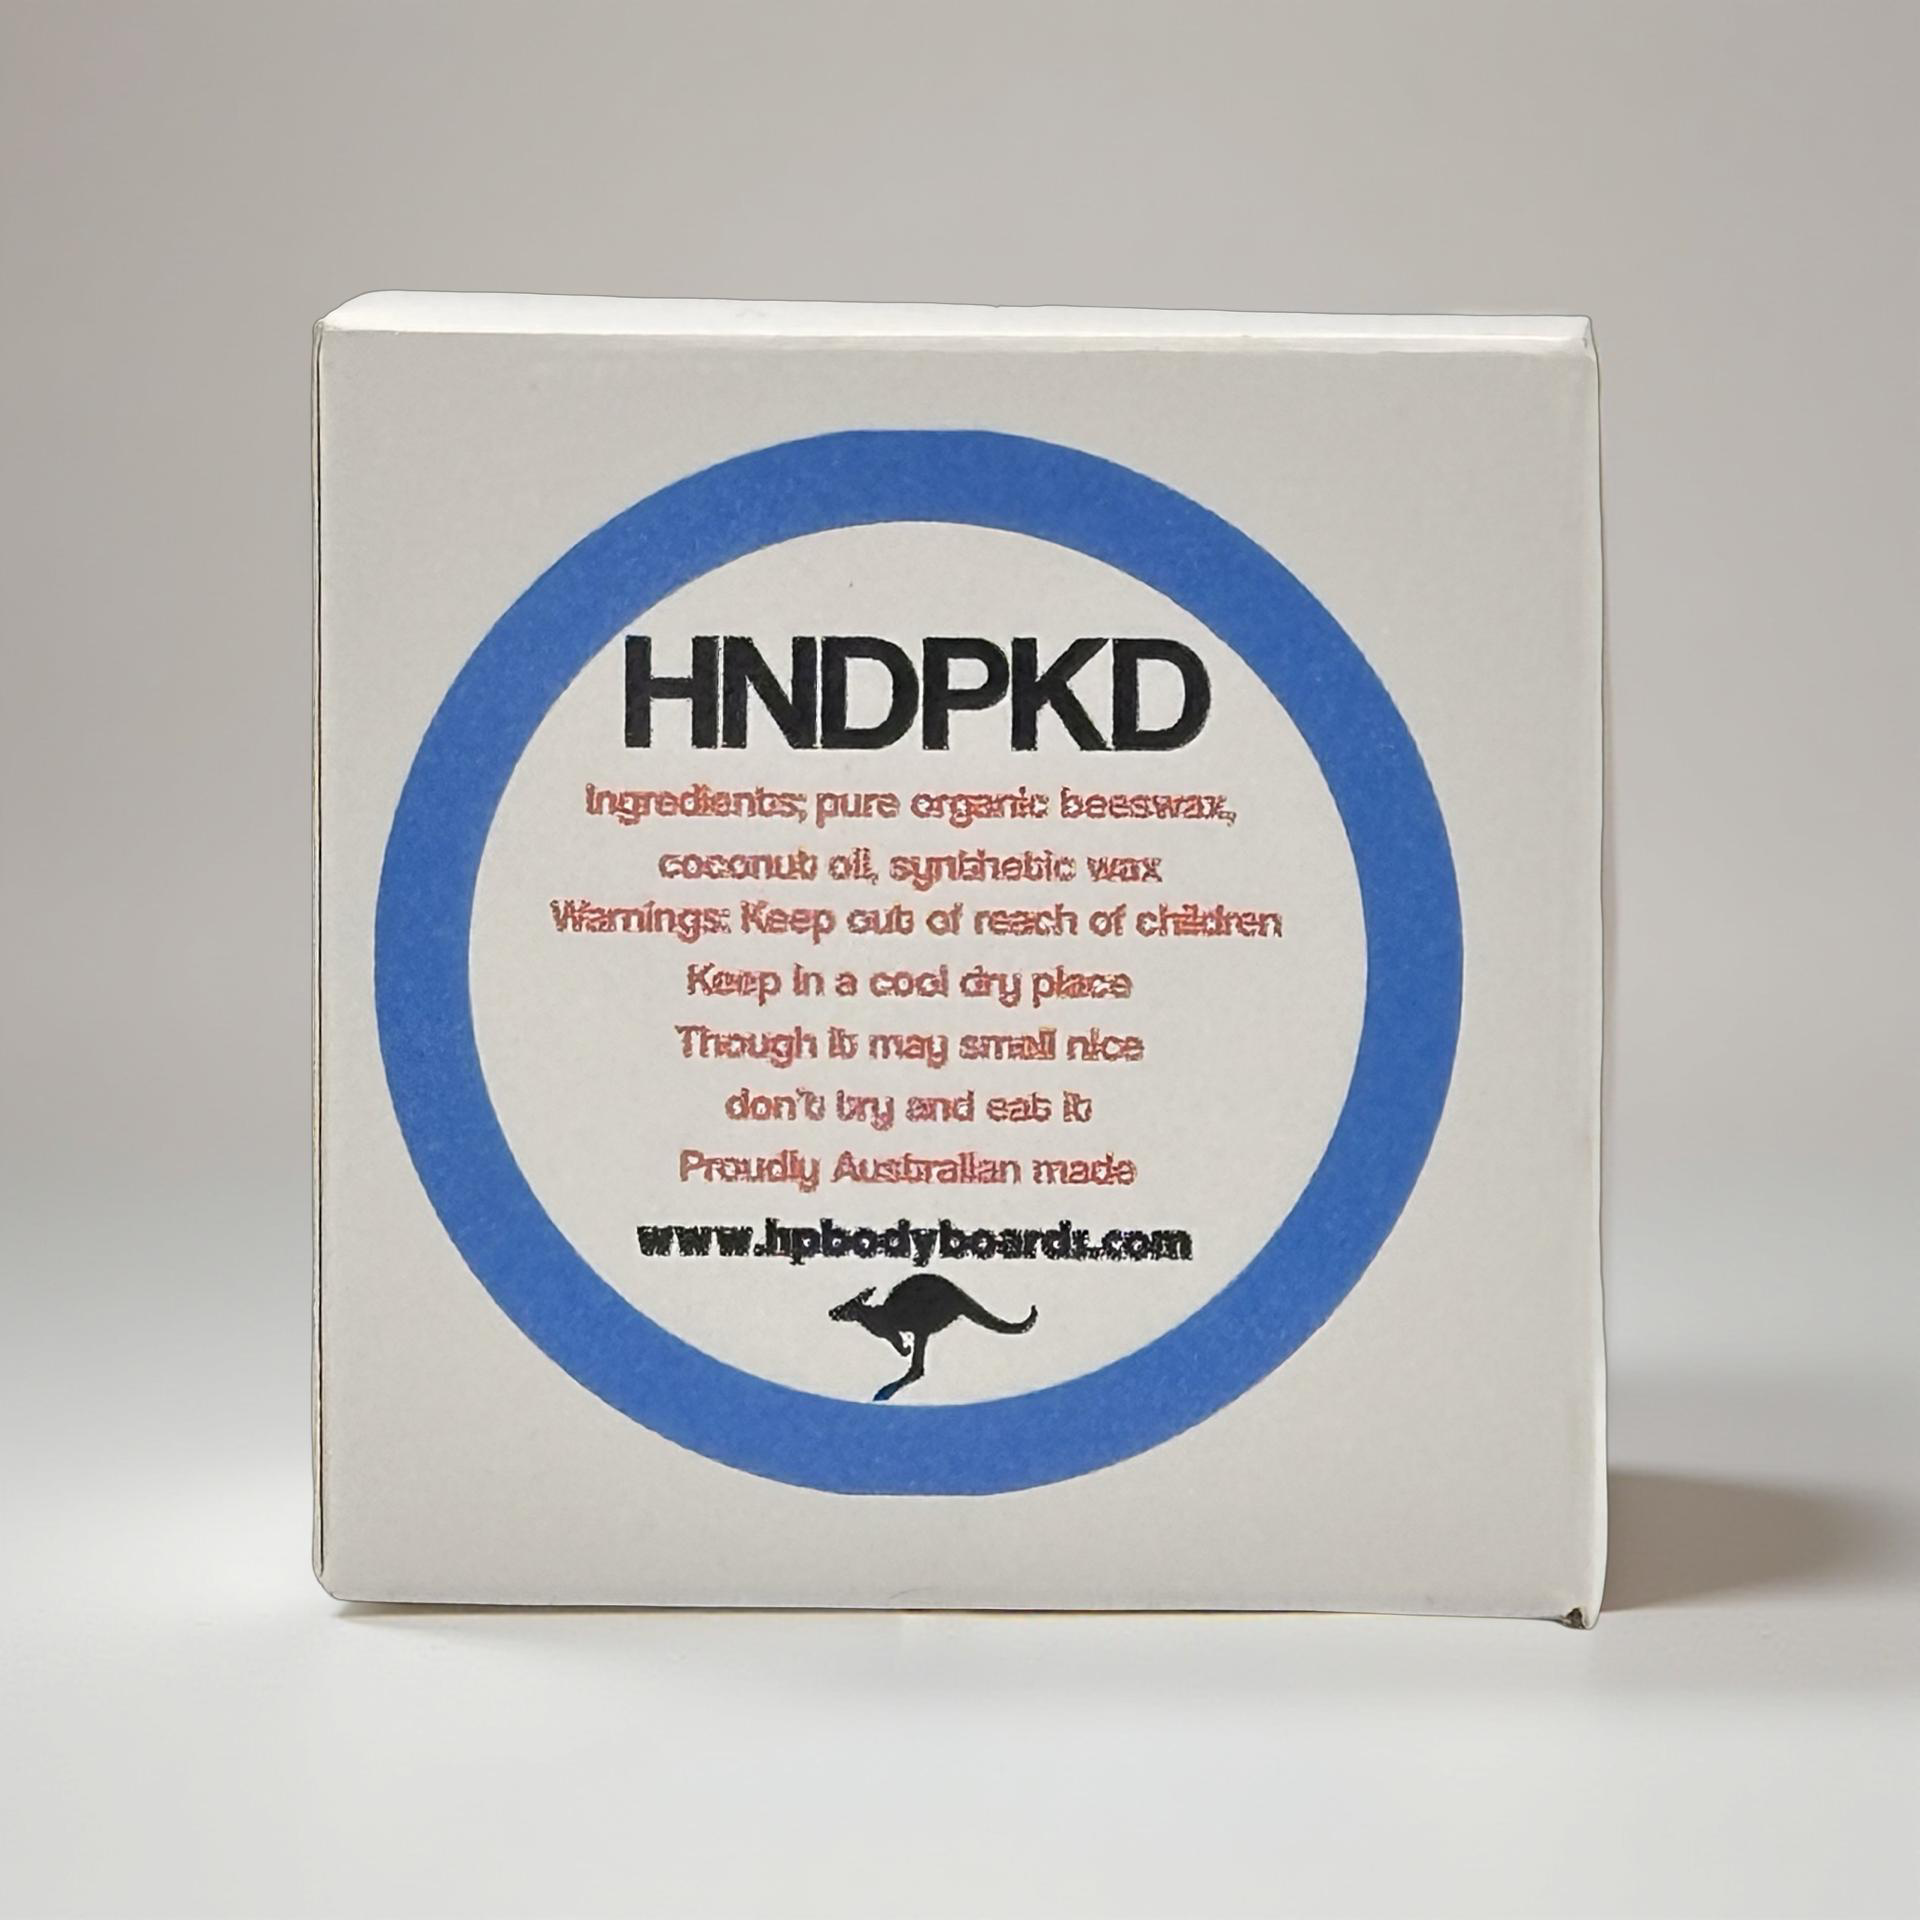 HNDPKD
Ingredients; pure organic beeswax,
coconut oil, synthetic wax
Warnings: Keep out of reach of children
Keep in a cool dry place
Though it may smell nice
don't try and eat it
Proudly Australian made
www.hpbodyboards.com